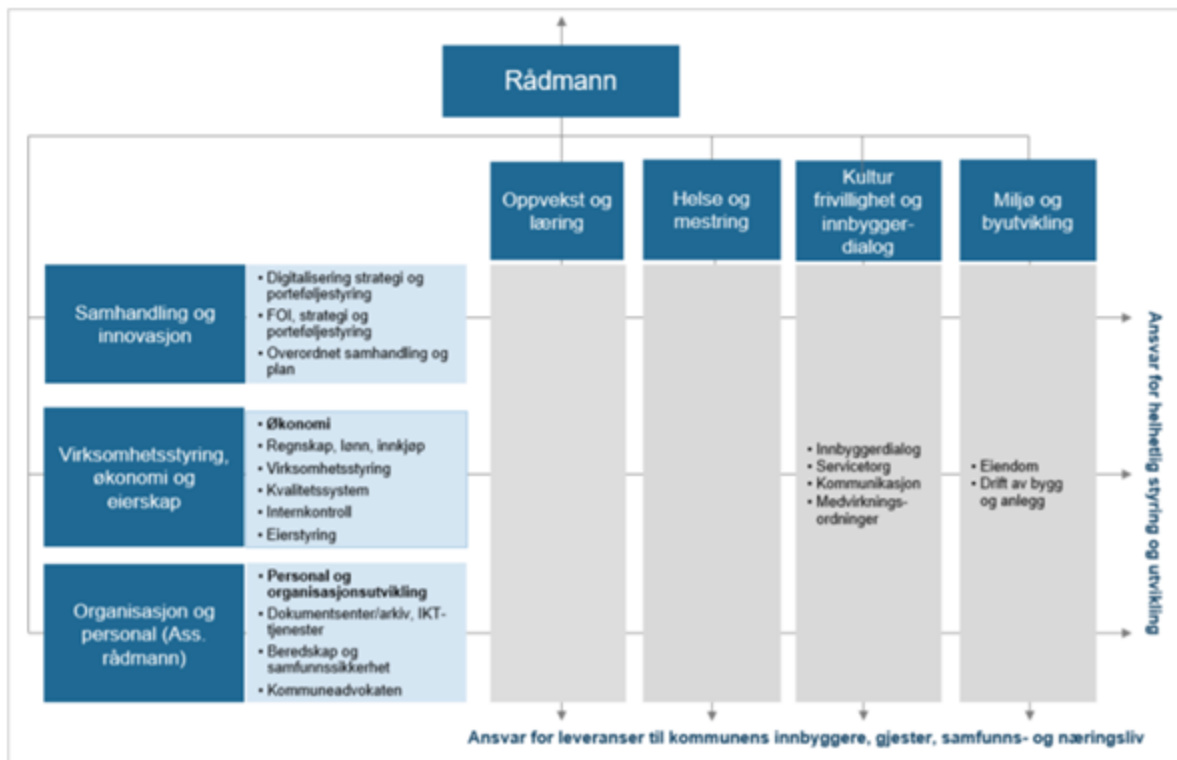 Rådmann
Oppvekst og
læring
Helse og
mestring
Kultur
frivillighet og
innbygger-
dialog
Miljø og
byutvikling
Samhandling og
innovasjon
• Digitalisering strategi og
porteføljestyring
• FOI, strategi og
porteføljestyring
• Overordnet samhandling og
plan
Virksomhetsstyring,
økonomi og
eierskap
• Økonomi
• Regnskap, lønn, innkjøp
• Virksomhetsstyring
• Kvalitetssystem
• Internkontroll
• Eierstyring
• Innbyggerdialog
• Servicetorg
• Kommunikasjon
• Medvirknings-
ordninger
• Eiendom
• Drift av bygg
og anlegg
Organisasjon og
personal (Ass.
rådmann)
• Personal og
organisasjonsutvikling
• Dokumentsenter/arkiv, IKT-
tjenester
• Beredskap og
samfunnssikkerhet
• Kommuneadvokaten
Ansvar for helhetlig styring og utvikling
Ansvar for leveranser til kommunens innbyggere, gjester, samfunns- og næringsliv